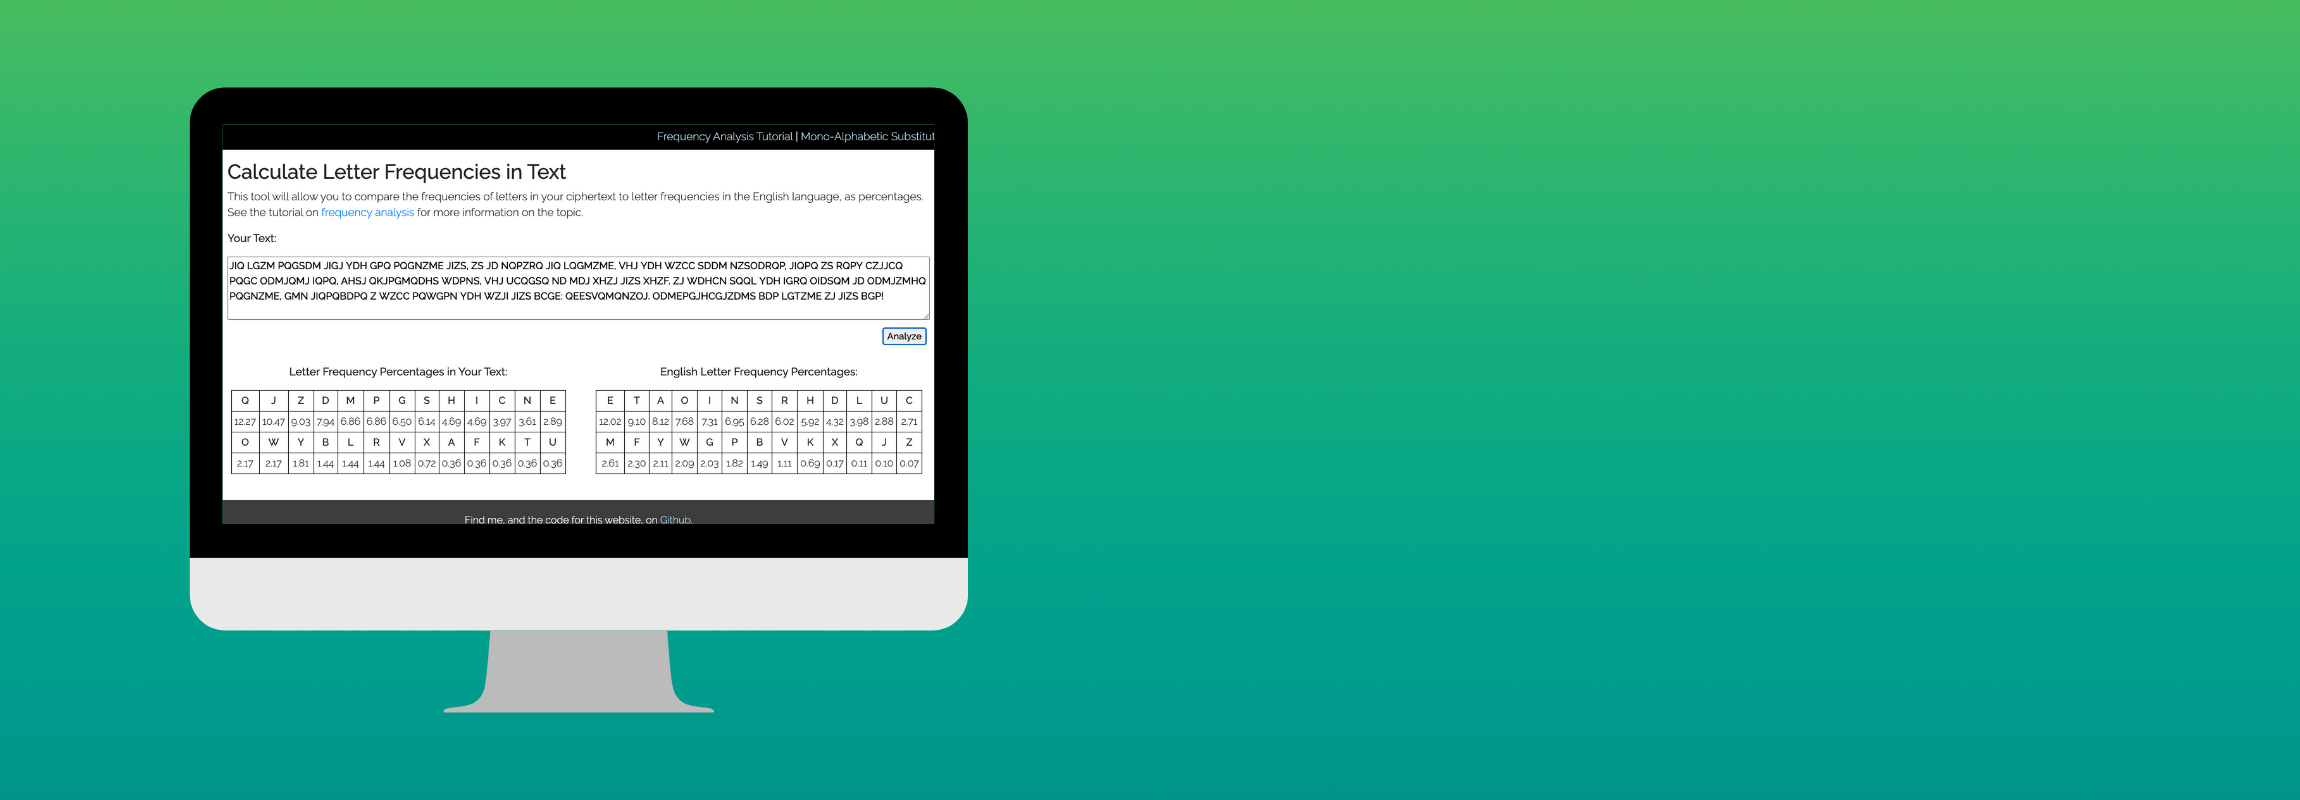 Frequency Analysis Tutorial | Mono-Alphabetic Substitut
Calculate Letter Frequencies in Text
This tool will allow you to compare the frequencies of letters in your ciphertext to letter frequencies in the English language, as percentages.
See the tutorial on frequency analysis for more information on the topic.
Your Text:
JIQ LGZM PQGSDM JIGJ YDH GPQ PQGNZME JIZS, ZS JD NQPZRQ JIQ LQGMZME, VHJ YDH WZCC SDDM NZSODRQP, JIQPQ ZS RQPY CZJJCQ
PQGC ODMJQMJ IQPQ, AHSJ QKJPGMQDHS WDPNS, VHJ UCQGSQ ND MDJ XHZJ JIZS XHZF. ZJ WDHCN SQQL YDH IGRQ OIDSQM JD ODMJZMHQ
PQGNZME, GMN JIQPQBDPQ Z WZCC PQWGPN YDH WZJI JIZS BCGE: QEESVQMQNZOJ. ODMEPGJHCGJZDMS BDP LGTZME ZJ JIZS BGP!
Analyze
Letter Frequency Percentages in Your Text:
Q J Z D M P G S H I C N E
12.27 10.47 9.03 7.94 6.86 6.86 6.50 6.14 4.69 4.69 3.97 3.61 2.89
O W Y B L R V X A F K T U
2.17 2.17 1.81 1.44 1.44 1.44 1.08 0.72 0.36 0.36 0.36 0.36 0.36
English Letter Frequency Percentages:
E T A O I N S R H D L U C
12.02 9.10 8.12 7.68 7.31 6.95 6.28 6.02 5.92 4.32 3.98 2.88 2.71
M F Y W G P B V K X Q J Z
2.61 2.30 2.11 2.09 2.03 1.82 1.49 1.11 0.69 0.17 0.11 0.10 0.07
Find me, and the code for this website, on Github.